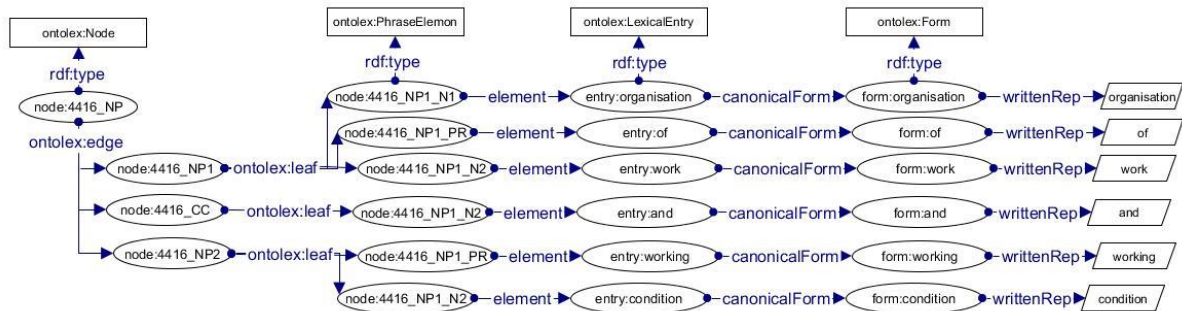 ontolex:Node ontolex:PhraseElemon ontolex:LexicalEntry ontolex:Form
rdf:type rdf:type rdf:type rdf:type
node:4416_NP node:4416_NP1_N1 element entry:organisation canonicalForm form:organisation writtenRep organisation
ontolex:edge node:4416_NP1_PR element entry:of canonicalForm form:of writtenRep of
node:4416_NP1 ontolex:leaf node:4416_NP1_N2 element entry:work canonicalForm form:work writtenRep work
node:4416_CC ontolex:leaf node:4416_NP1_N2 element entry:and canonicalForm form:and writtenRep and
node:4416_NP2 ontolex:leaf node:4416_NP1_PR element entry:working canonicalForm form:working writtenRep working
node:4416_NP1_N2 element entry:condition canonicalForm form:condition writtenRep condition